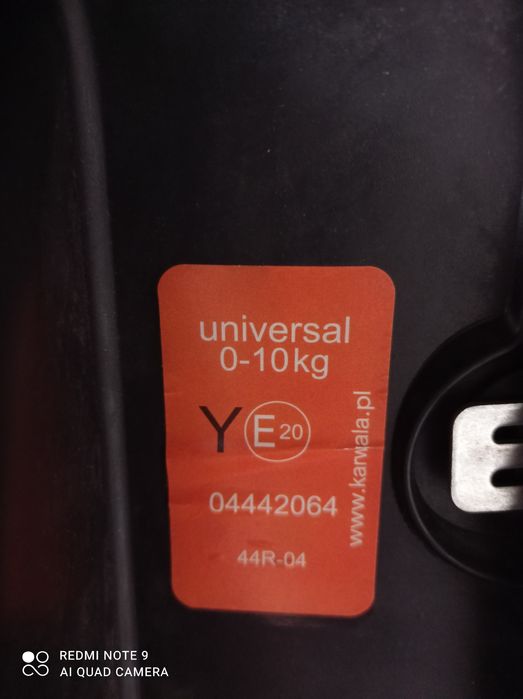 universal
0-10kg
Y E 20
04442064
44R-04
www.karwala.pl
REDMI NOTE 9
AI QUAD CAMERA